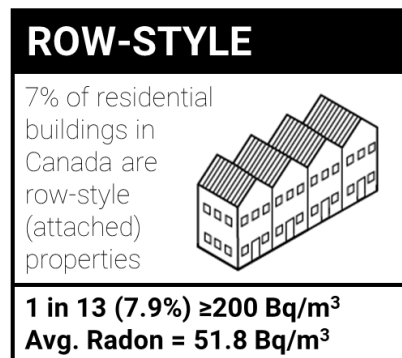 ROW-STYLE
7% of residential
buildings in
Canada are
row-style
(attached)
properties
1 in 13 (7.9%) ≥200 Bq/m³
Avg. Radon = 51.8 Bq/m³